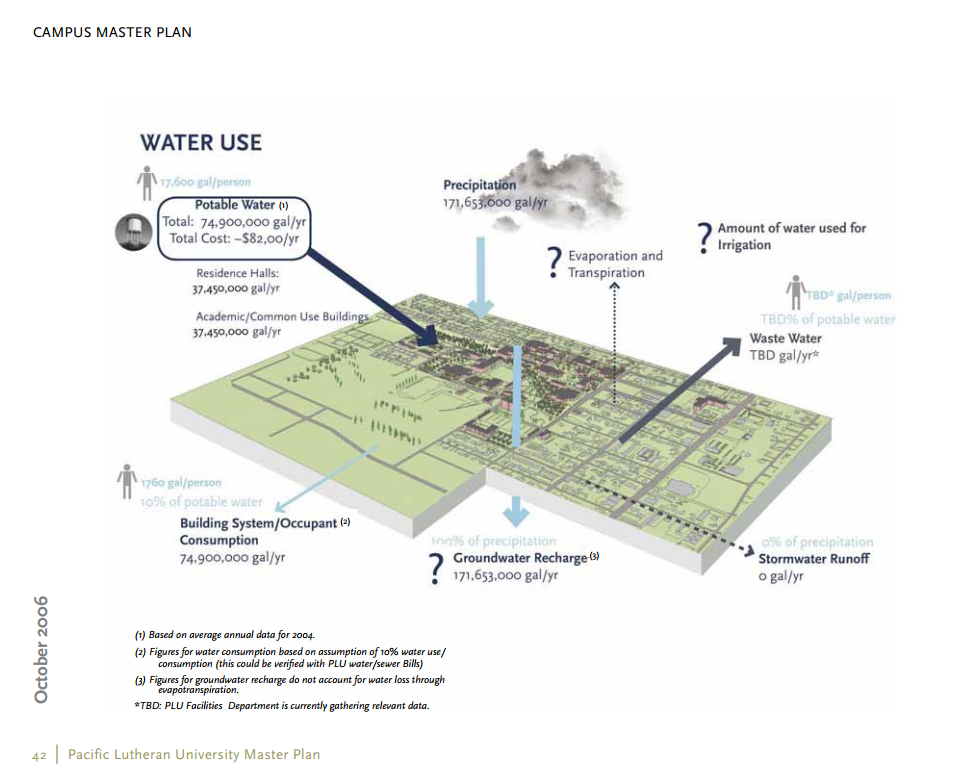 CAMPUS MASTER PLAN
WATER USE
17,600 gal/person
Potable Water (1)
Total: 74,900,000 gal/yr
Total Cost: ~$82,00/yr
Residence Halls:
37,450,000 gal/yr
Academic/Common Use Buildings
37,450,000 gal/yr
Precipitation
171,653,000 gal/yr
? Evaporation and
Transpiration
? Amount of water used for
Irrigation
TBD* gal/person
TBD% of potable water
Waste Water
TBD gal/yr*
1760 gal/person
10% of potable water
Building System/Occupant (2)
Consumption
74,900,000 gal/yr
100% of precipitation
? Groundwater Recharge (3)
171,653,000 gal/yr
0% of precipitation
Stormwater Runoff
0 gal/yr
October 2006
(1) Based on average annual data for 2004.
(2) Figures for water consumption based on assumption of 10% water use/
consumption (this could be verified with PLU water/sewer Bills)
(3) Figures for groundwater recharge do not account for water loss through
evapotranspiration.
*TBD: PLU Facilities Department is currently gathering relevant data.
42 | Pacific Lutheran University Master Plan